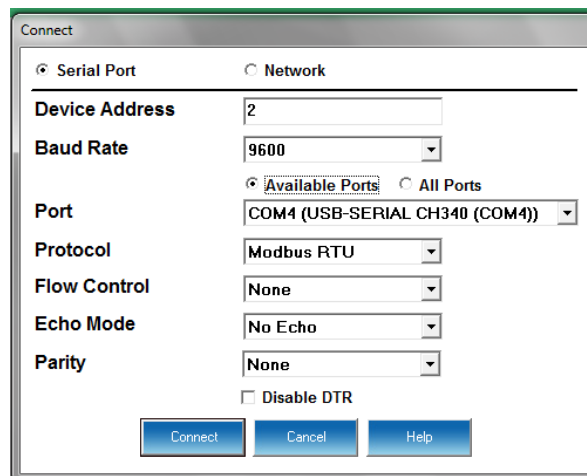 Connect
Serial Port Network
Device Address 2
Baud Rate 9600
Available Ports All Ports
Port COM4 (USB-SERIAL CH340 (COM4))
Protocol Modbus RTU
Flow Control None
Echo Mode No Echo
Parity None
Disable DTR
Connect Cancel Help